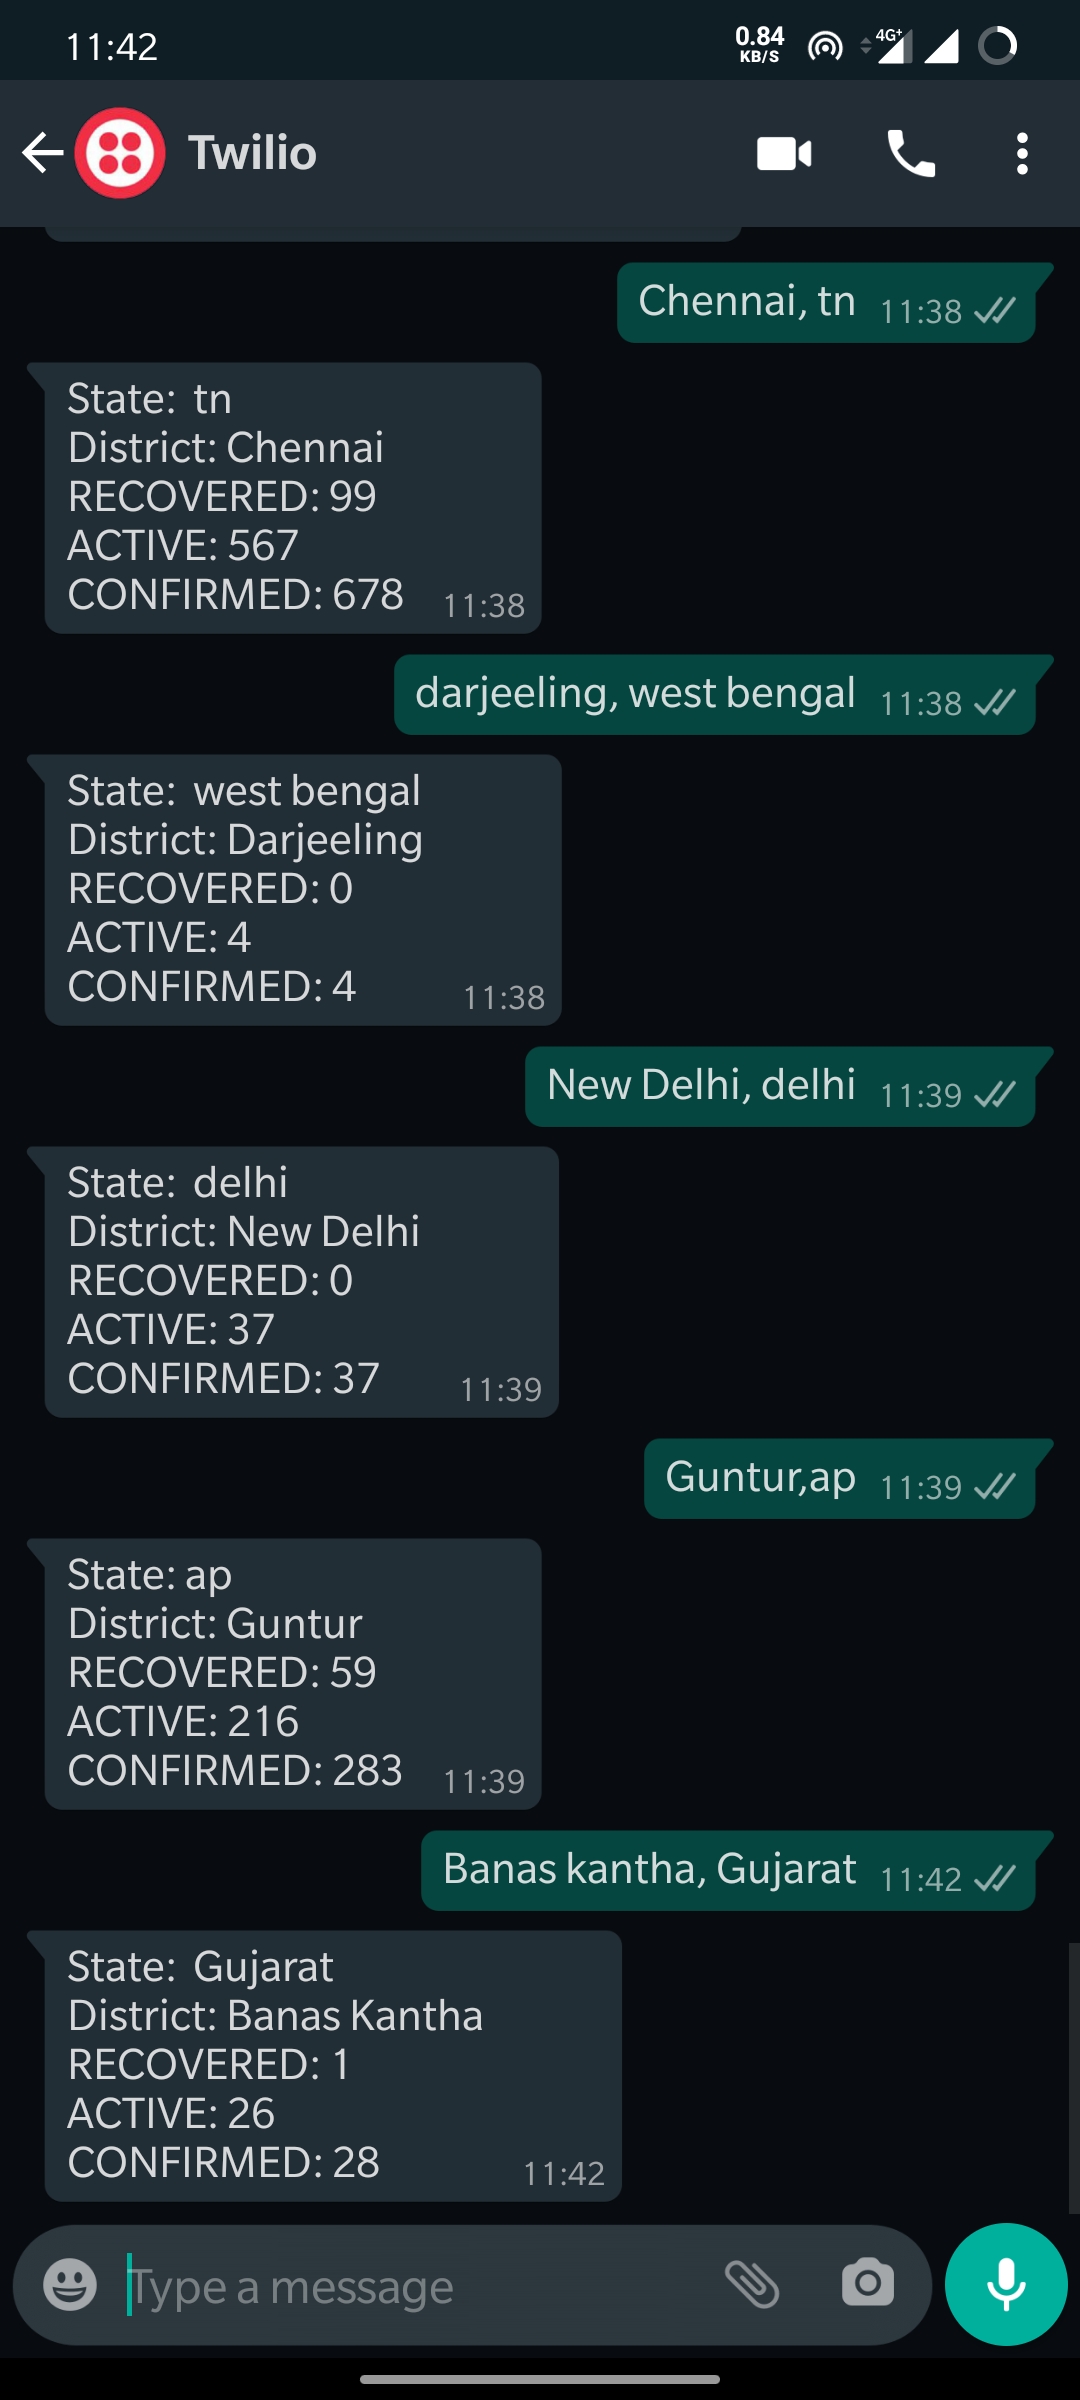 11:42
0.84
KB/S
4G+
Twilio
Chennai, tn 11:38
State:  tn
District: Chennai
RECOVERED: 99
ACTIVE: 567
CONFIRMED: 678 11:38
darjeeling, west bengal 11:38
State:  west bengal
District: Darjeeling
RECOVERED: 0
ACTIVE: 4
CONFIRMED: 4 11:38
New Delhi, delhi 11:39
State:  delhi
District: New Delhi
RECOVERED: 0
ACTIVE: 37
CONFIRMED: 37 11:39
Guntur,ap 11:39
State: ap
District: Guntur
RECOVERED: 59
ACTIVE: 216
CONFIRMED: 283 11:39
Banas kantha, Gujarat 11:42
State:  Gujarat
District: Banas Kantha
RECOVERED: 1
ACTIVE: 26
CONFIRMED: 28 11:42
Type a message